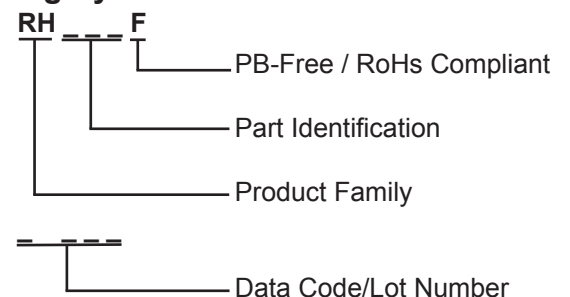 RH _ _ _ F
PB-Free / RoHs Compliant
Part Identification
Product Family
_ _ _ _
Data Code/Lot Number